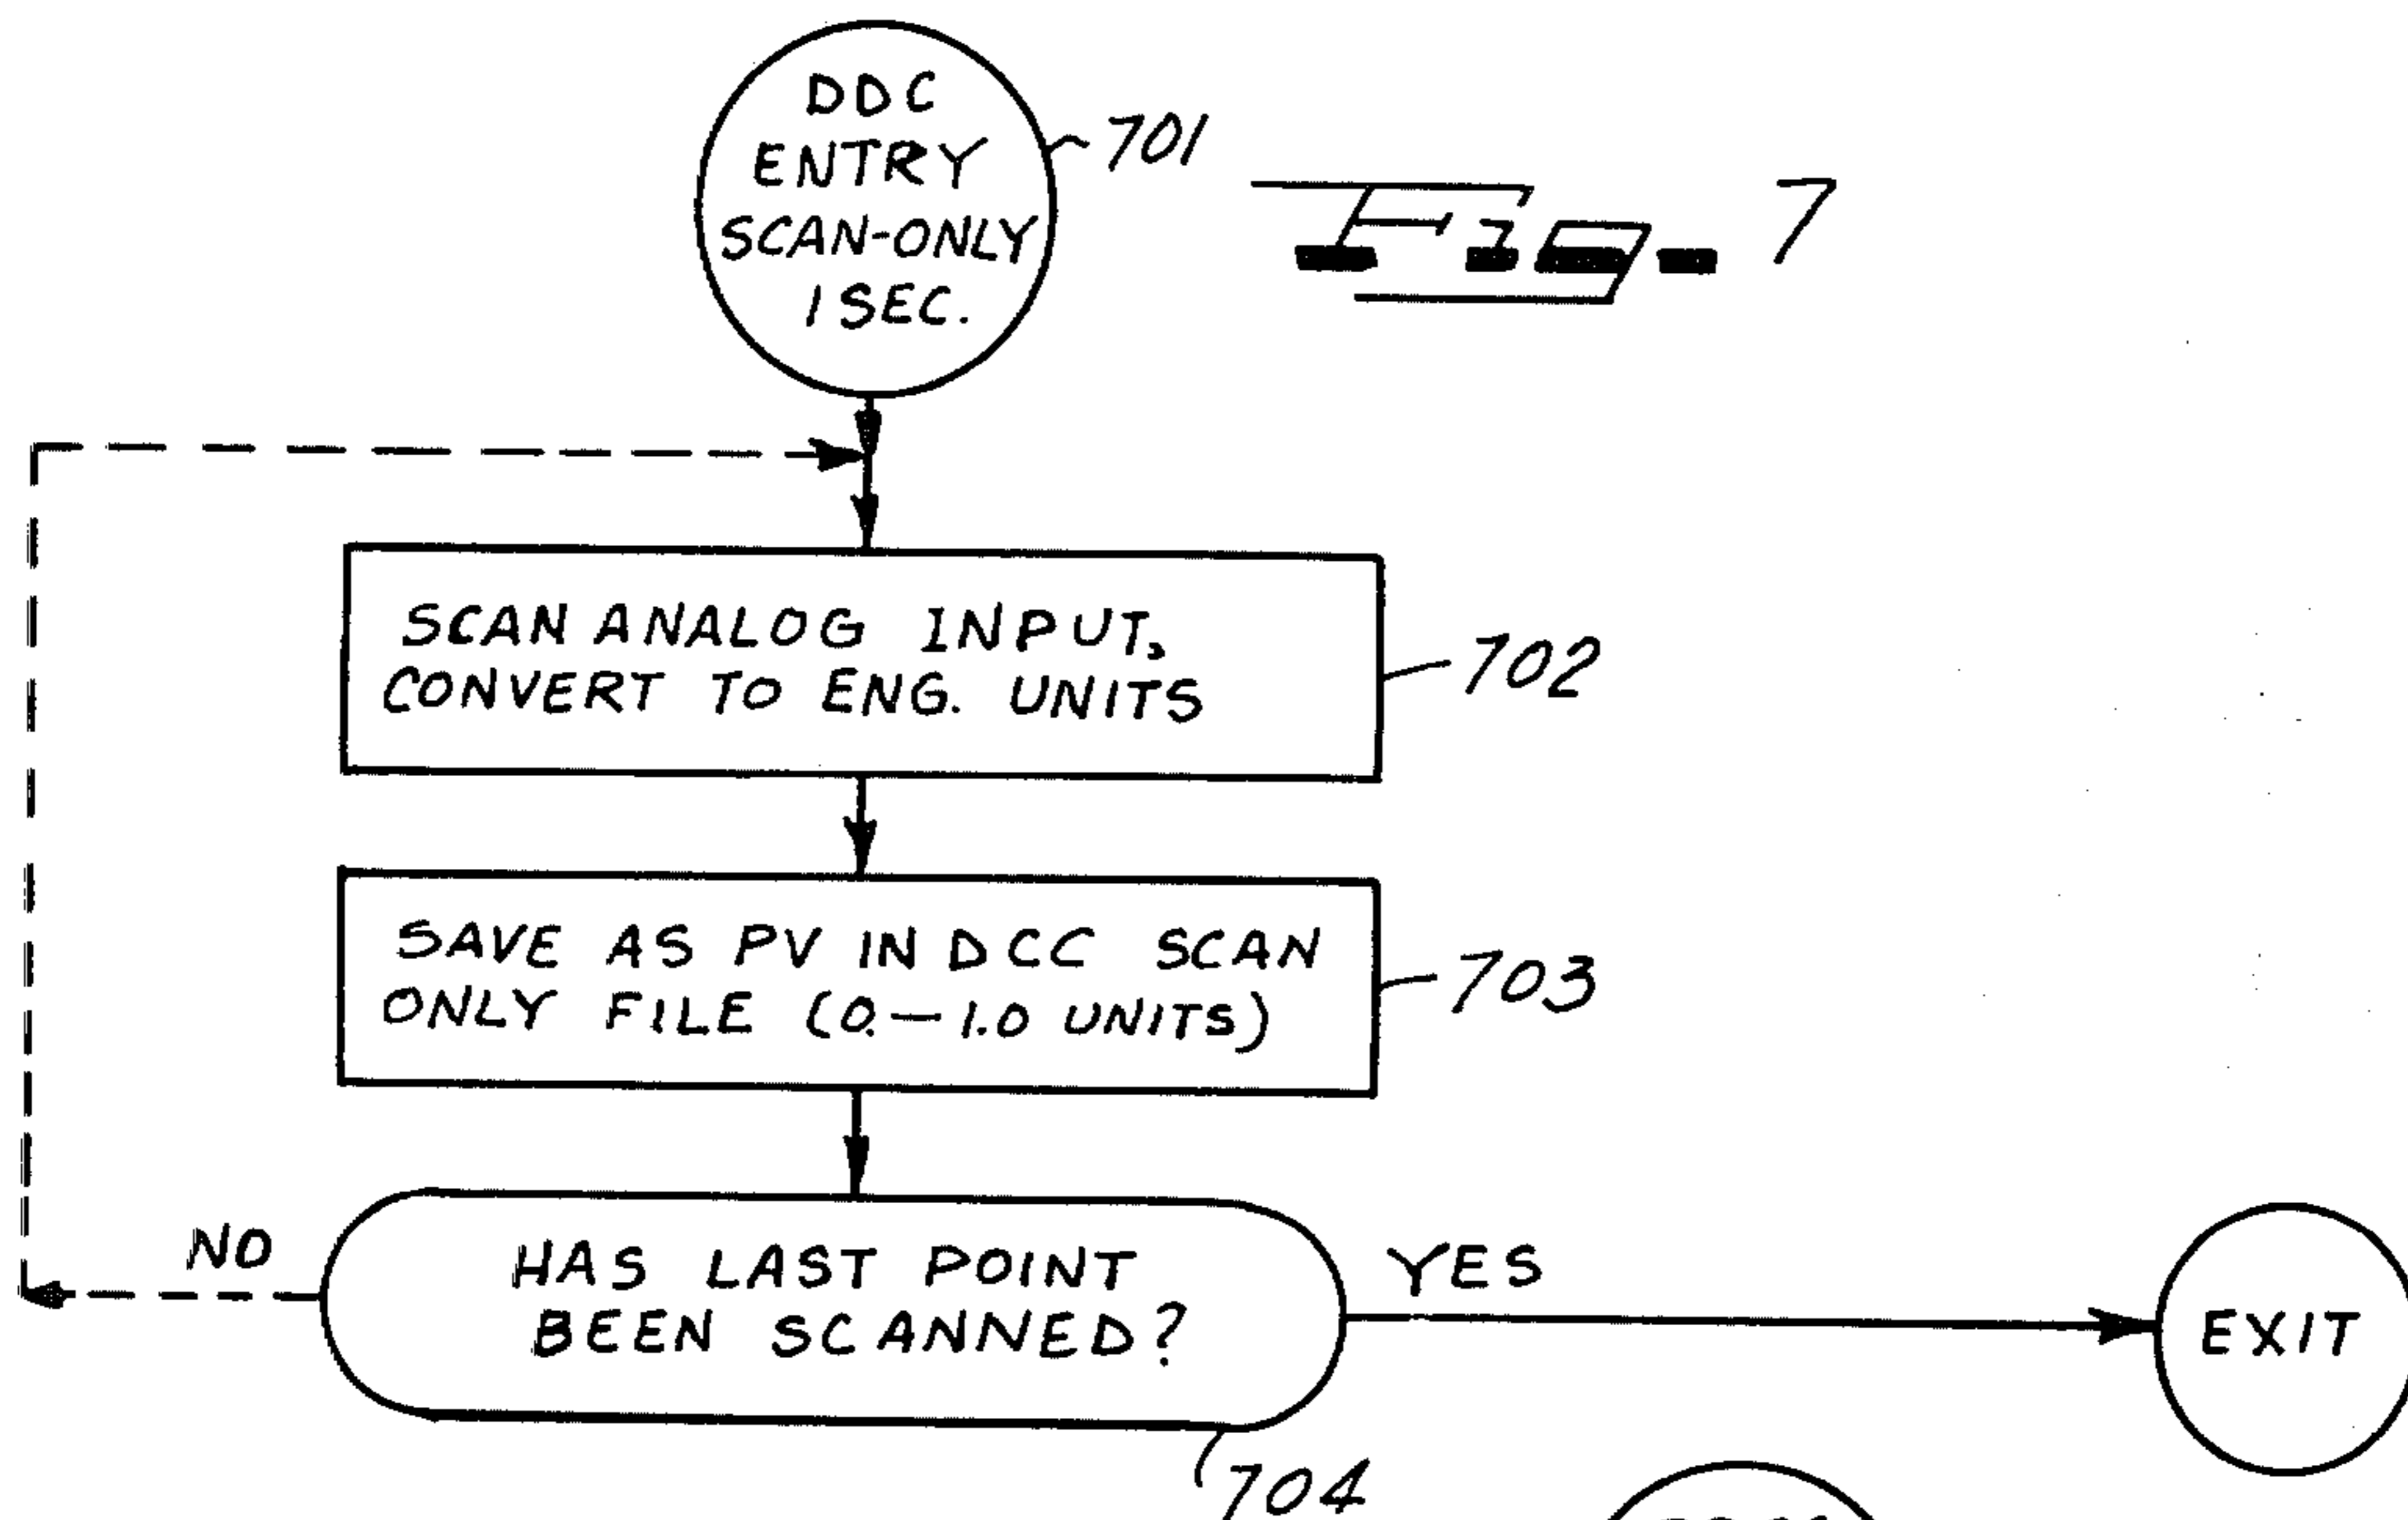 DDC
ENTRY
SCAN-ONLY
1 SEC.
701
Fig. 7
SCAN ANALOG INPUT,
CONVERT TO ENG. UNITS
702
SAVE AS PV IN DCC SCAN
ONLY FILE (0.—1.0 UNITS)
703
NO
HAS LAST POINT
BEEN SCANNED?
YES
EXIT
704